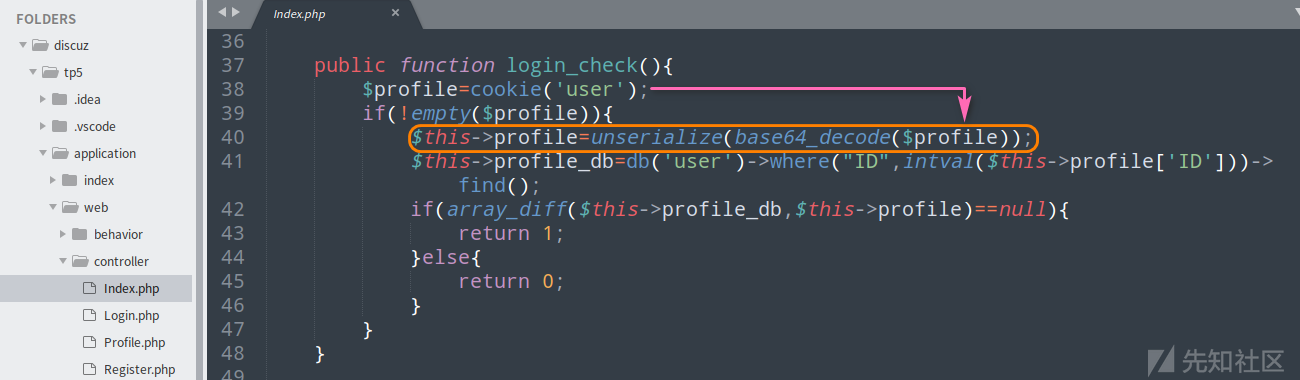 FOLDERS
discuz
tp5
.idea
.vscode
application
index
web
behavior
controller
Index.php
Login.php
Profile.php
Register.php
Index.php ×
36
37 public function login_check(){
38 $profile=cookie('user');
39 if(!empty($profile)){
40 $this->profile=unserialize(base64_decode($profile));
41 $this->profile_db=db('user')->where("ID",intval($this->profile['ID']))->
find();
42 if(array_diff($this->profile_db,$this->profile)==null){
43 return 1;
44 }else{
45 return 0;
46 }
47 }
48 }
49
先知社区